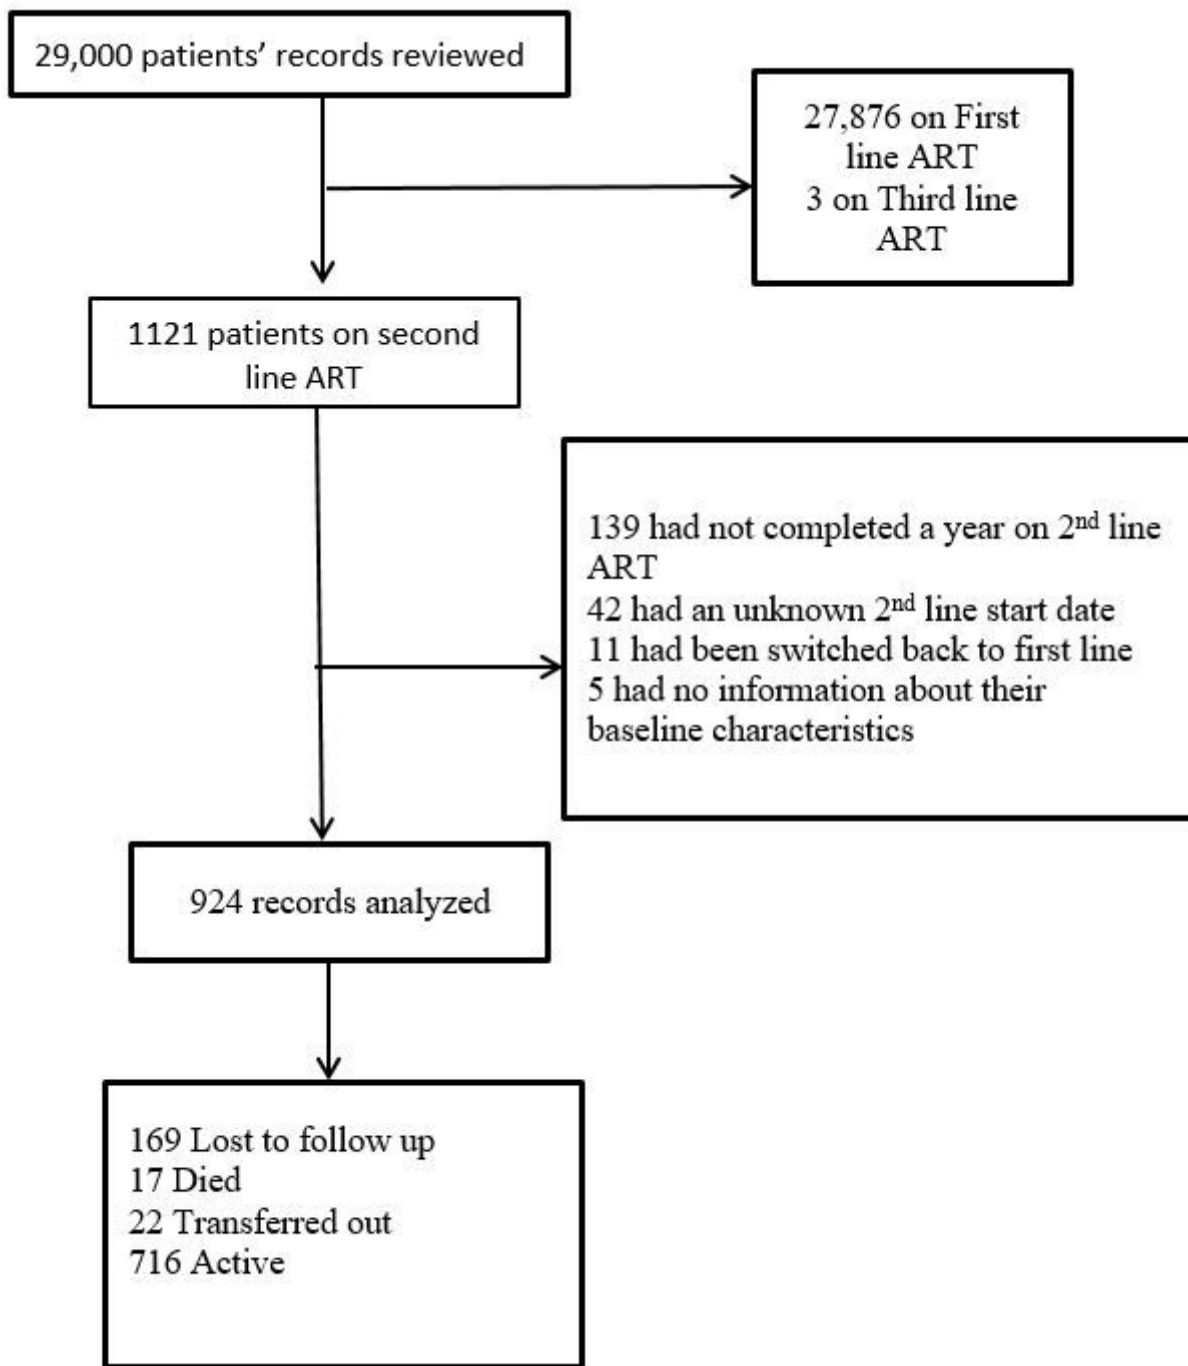 29,000 patients’ records reviewed
27,876 on First
line ART
3 on Third line
ART
1121 patients on second
line ART
139 had not completed a year on 2nd line
ART
42 had an unknown 2nd line start date
11 had been switched back to first line
5 had no information about their
baseline characteristics
924 records analyzed
169 Lost to follow up
17 Died
22 Transferred out
716 Active